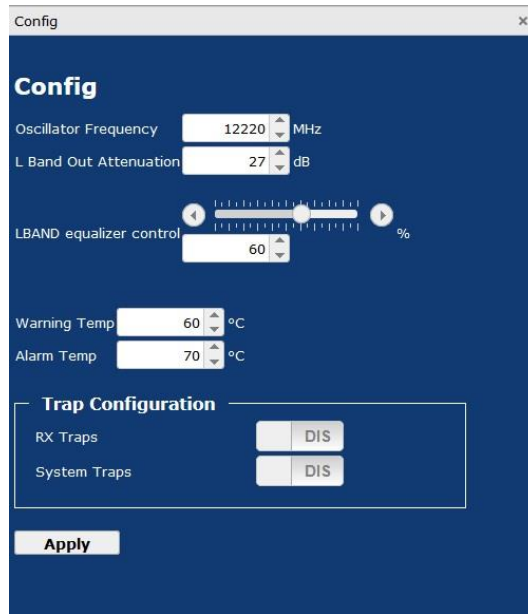 Config ×
Config
Oscillator Frequency 12220 MHz
L Band Out Attenuation 27 dB
LBAND equalizer control %
60
Warning Temp 60 °C
Alarm Temp 70 °C
Trap Configuration
RX Traps DIS
System Traps DIS
Apply